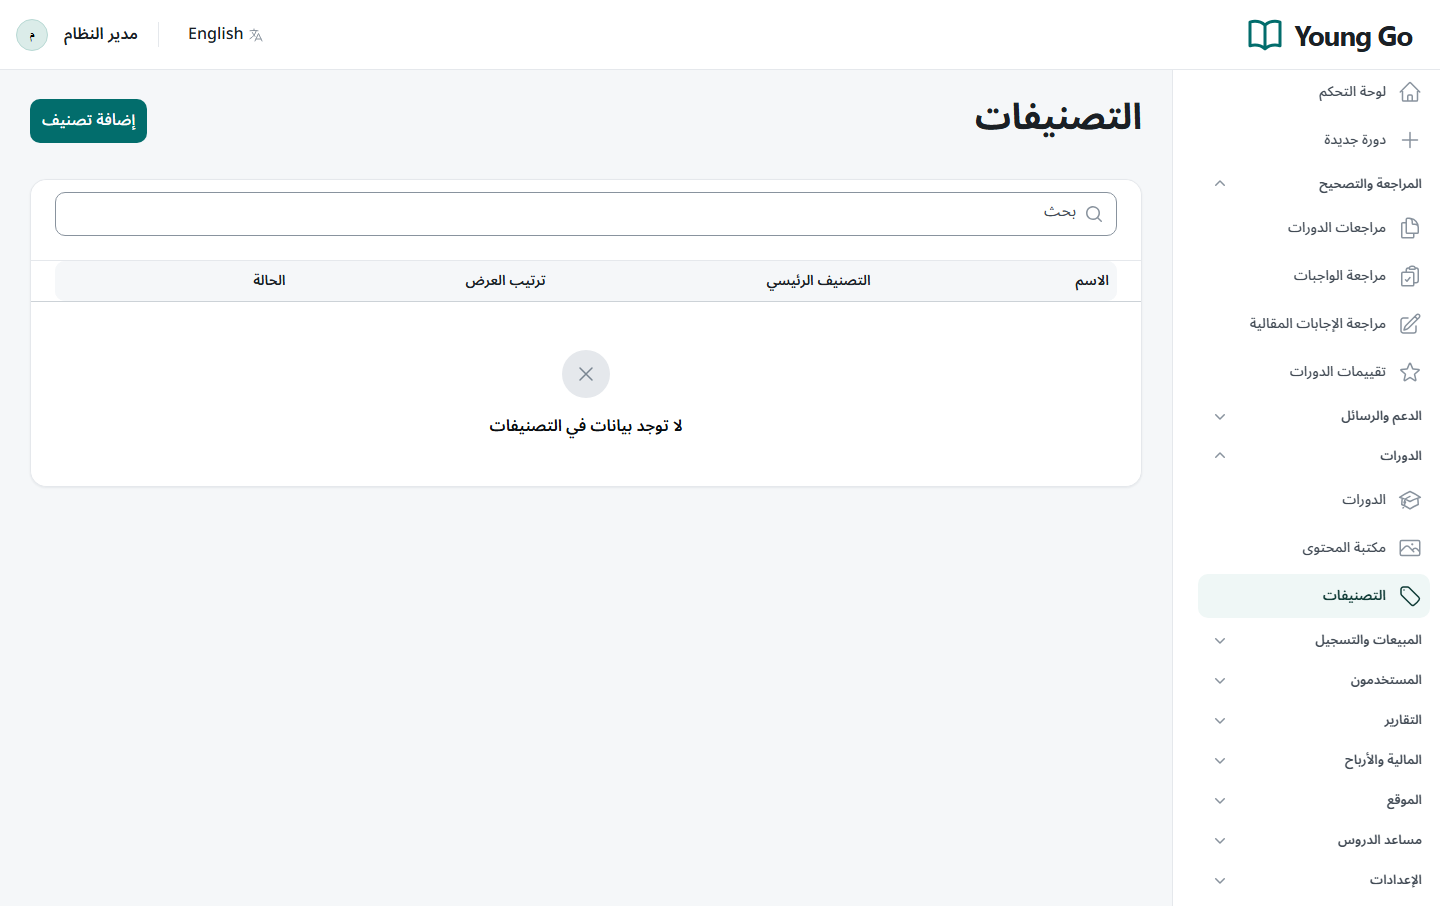 Young Go
English
مدير النظام
م
لوحة التحكم
دورة جديدة
المراجعة والتصحيح
مراجعات الدورات
مراجعة الواجبات
مراجعة الإجابات المقالية
تقييمات الدورات
الدعم والرسائل
الدورات
الدورات
مكتبة المحتوى
التصنيفات
المبيعات والتسجيل
المستخدمون
التقارير
المالية والأرباح
الموقع
مساعد الدروس
الإعدادات
التصنيفات
إضافة تصنيف
بحث
الاسم التصنيف الرئيسي ترتيب العرض الحالة
لا توجد بيانات في التصنيفات